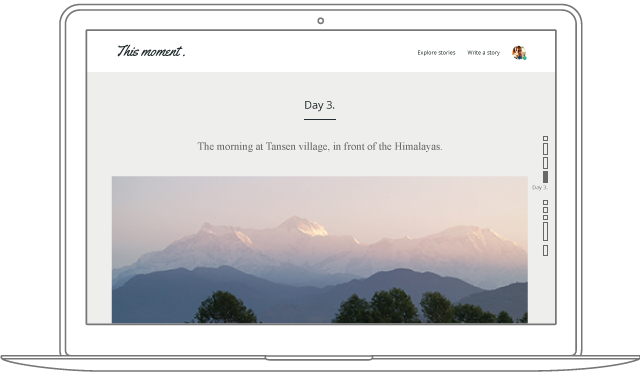 This moment.
Explore stories
Write a story
Day 3.
The morning at Tansen village, in front of the Himalayas.
Day 3.